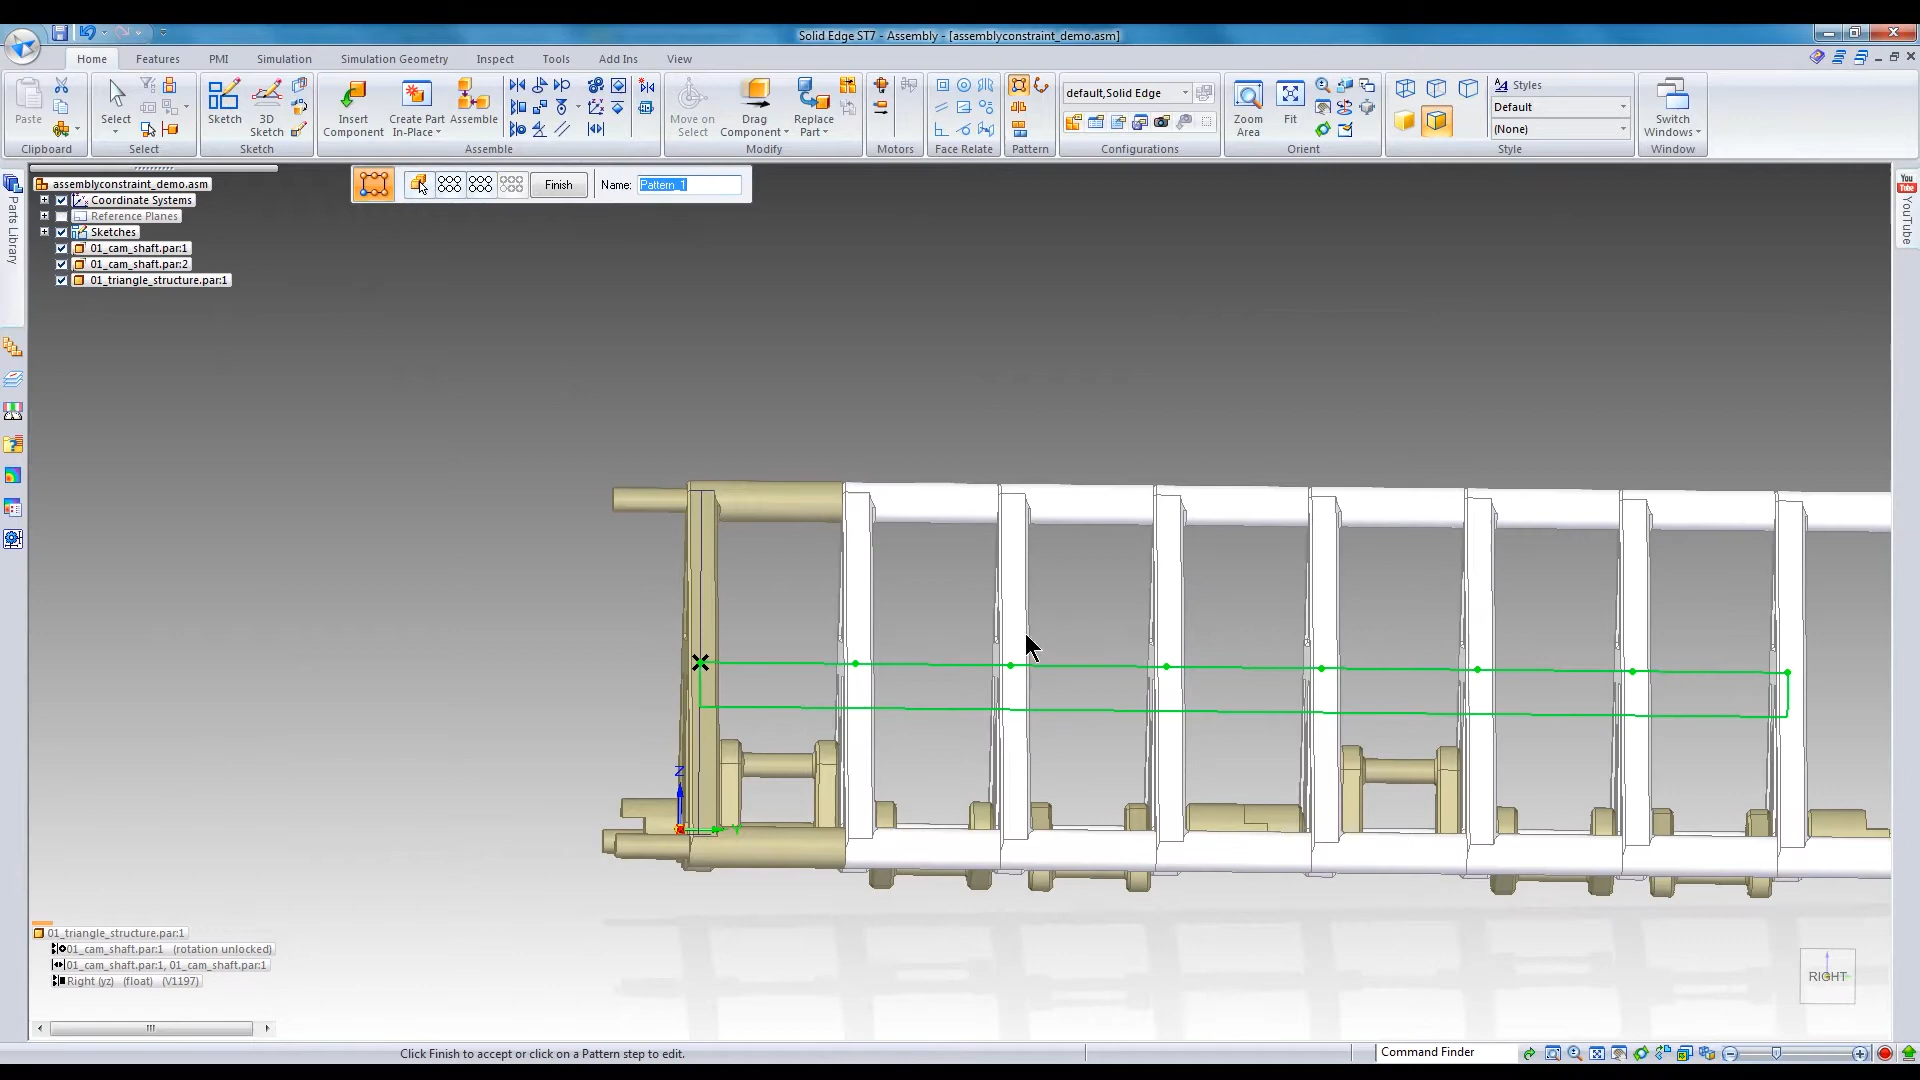 Solid Edge ST7 - Assembly - [assemblyconstraint_demo.asm]
Home Features PMI Simulation Simulation Geometry Inspect Tools Add Ins View
Paste
Clipboard
Select
Select
Sketch
3D Sketch
Sketch
Insert Component
Create Part In-Place
Assemble
Assemble
Move on Select
Drag Component
Replace Part
Modify
Motors
Face Relate
Pattern
default,Solid Edge
Configurations
Zoom Area
Fit
Orient
Styles
Default
(None)
Style
Switch Windows
Window
Finish
Name: Pattern_1
Parts Library
assemblyconstraint_demo.asm
Coordinate Systems
Reference Planes
Sketches
01_cam_shaft.par:1
01_cam_shaft.par:2
01_triangle_structure.par:1
You Tube
YouTube
Z
Y
01_triangle_structure.par:1
01_cam_shaft.par:1 (rotation unlocked)
01_cam_shaft.par:1, 01_cam_shaft.par:1
Right (yz) (float) (V1197)
RIGHT
Click Finish to accept or click on a Pattern step to edit.
Command Finder